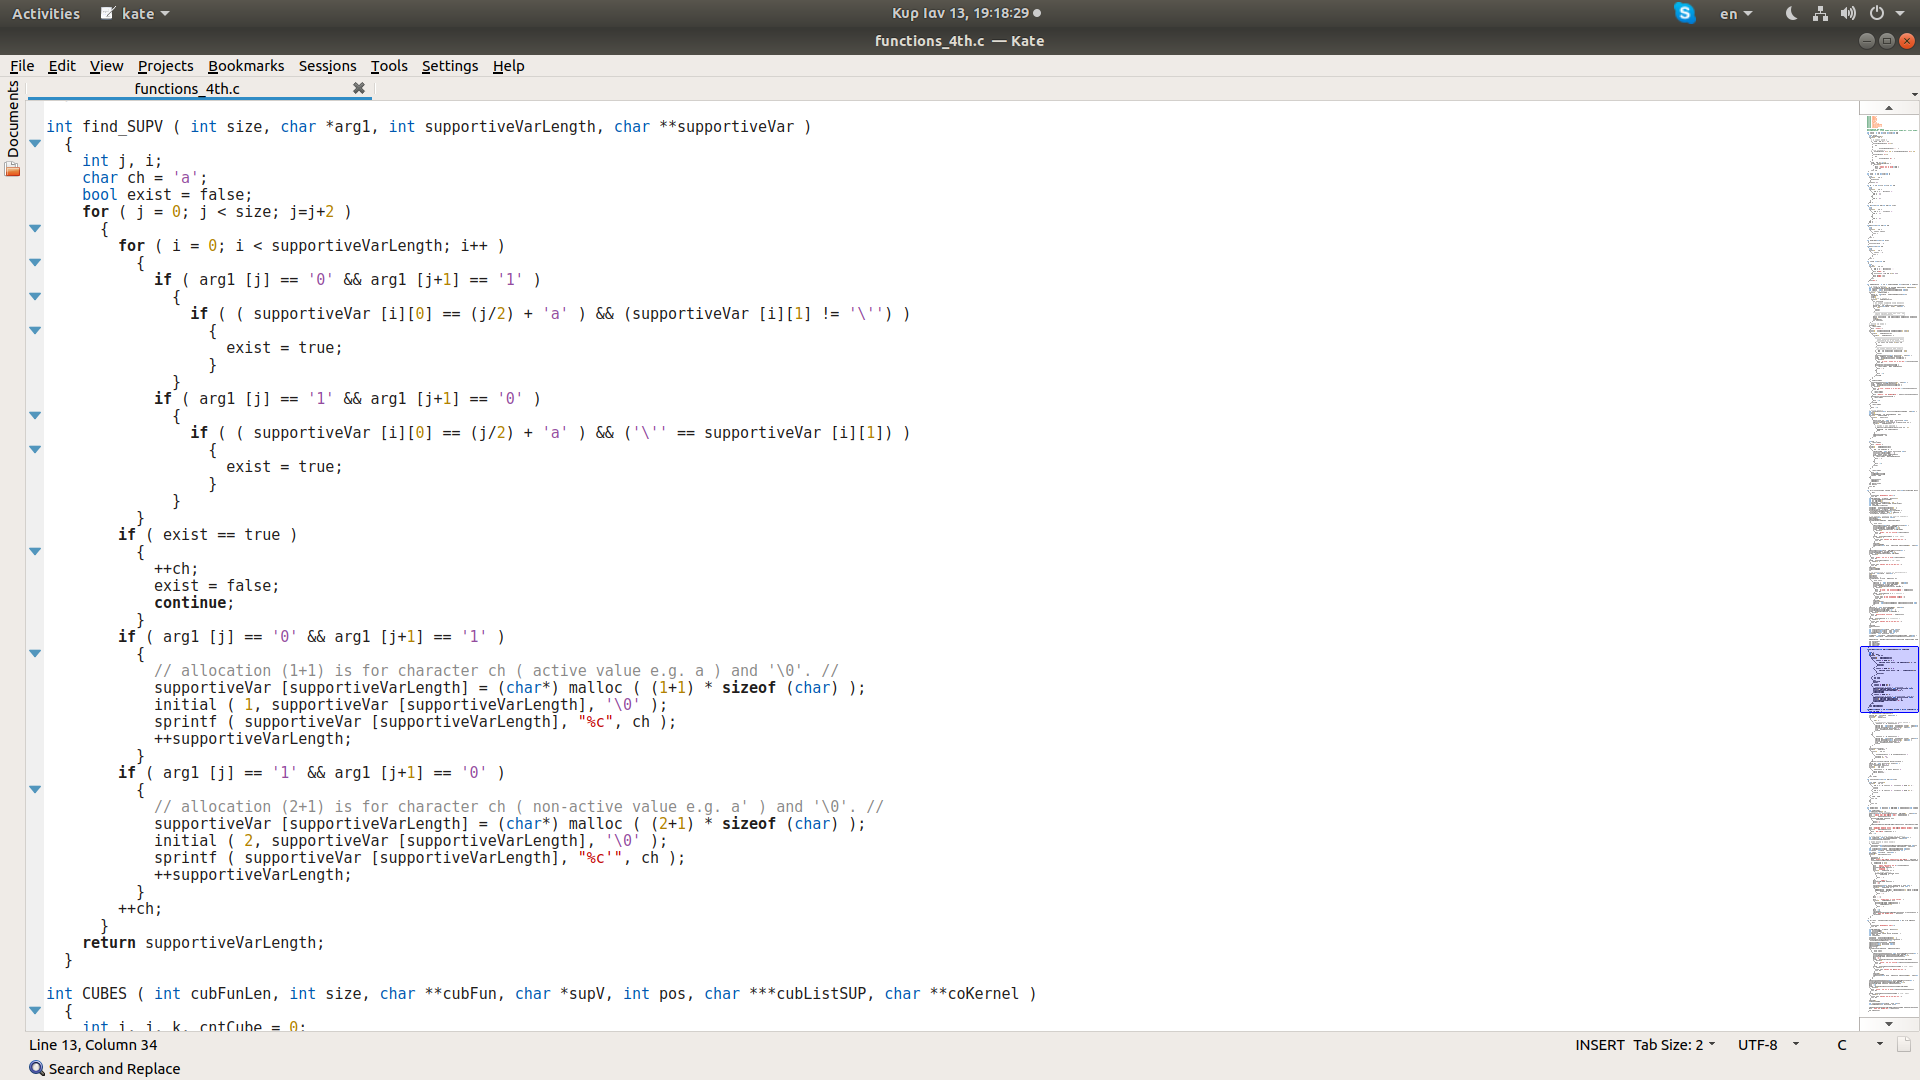 Activities kate Κυρ Ιαν 13, 19:18:29 en
functions_4th.c — Kate
File Edit View Projects Bookmarks Sessions Tools Settings Help
functions_4th.c
Documents
int find_SUPV ( int size, char *arg1, int supportiveVarLength, char **supportiveVar )
{
int j, i;
char ch = 'a';
bool exist = false;
for ( j = 0; j < size; j=j+2 )
{
for ( i = 0; i < supportiveVarLength; i++ )
{
if ( arg1 [j] == '0' && arg1 [j+1] == '1' )
{
if ( ( supportiveVar [i][0] == (j/2) + 'a' ) && (supportiveVar [i][1] != '\'') )
{
exist = true;
}
}
if ( arg1 [j] == '1' && arg1 [j+1] == '0' )
{
if ( ( supportiveVar [i][0] == (j/2) + 'a' ) && ('\'' == supportiveVar [i][1]) )
{
exist = true;
}
}
}
if ( exist == true )
{
++ch;
exist = false;
continue;
}
if ( arg1 [j] == '0' && arg1 [j+1] == '1' )
{
// allocation (1+1) is for character ch ( active value e.g. a ) and '\0'. //
supportiveVar [supportiveVarLength] = (char*) malloc ( (1+1) * sizeof (char) );
initial ( 1, supportiveVar [supportiveVarLength], '\0' );
sprintf ( supportiveVar [supportiveVarLength], "%c", ch );
++supportiveVarLength;
}
if ( arg1 [j] == '1' && arg1 [j+1] == '0' )
{
// allocation (2+1) is for character ch ( non-active value e.g. a' ) and '\0'. //
supportiveVar [supportiveVarLength] = (char*) malloc ( (2+1) * sizeof (char) );
initial ( 2, supportiveVar [supportiveVarLength], '\0' );
sprintf ( supportiveVar [supportiveVarLength], "%c'", ch );
++supportiveVarLength;
}
++ch;
}
return supportiveVarLength;
}
int CUBES ( int cubFunLen, int size, char **cubFun, char *supV, int pos, char ***cubListSUP, char **coKernel )
{
int i, j, k, cntCube = 0;
Line 13, Column 34 INSERT Tab Size: 2 UTF-8 C
Search and Replace